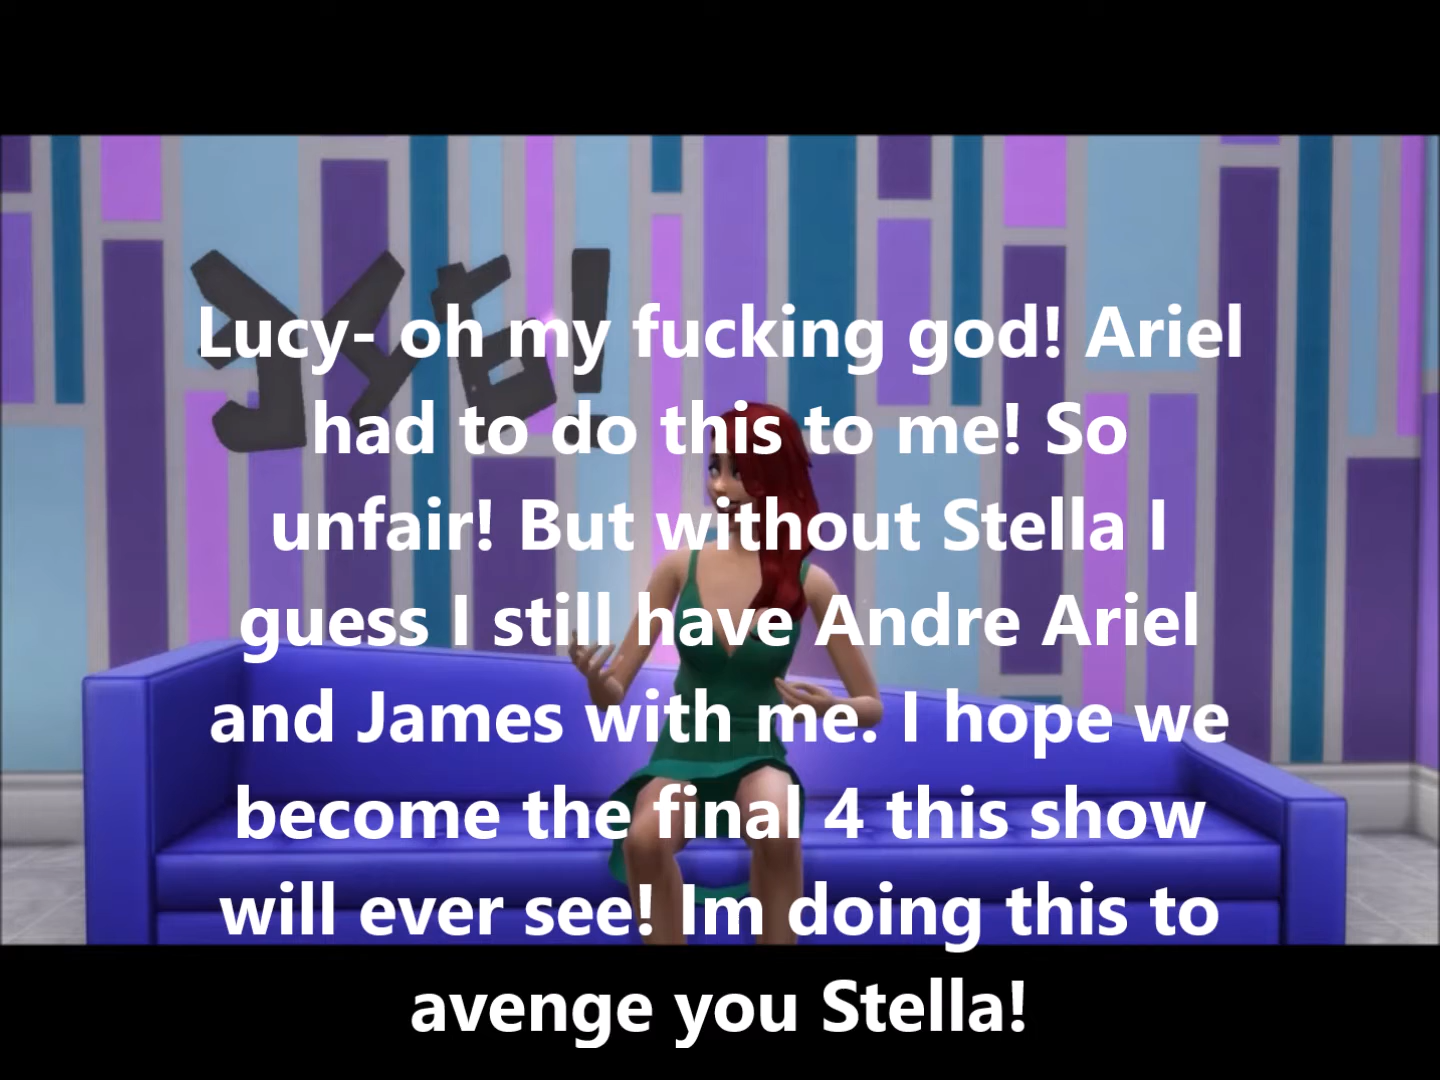 Lucy- oh my fucking god! Ariel
had to do this to me! So
unfair! But without Stella I
guess I still have Andre Ariel
and James with me. I hope we
become the final 4 this show
will ever see! Im doing this to
avenge you Stella!